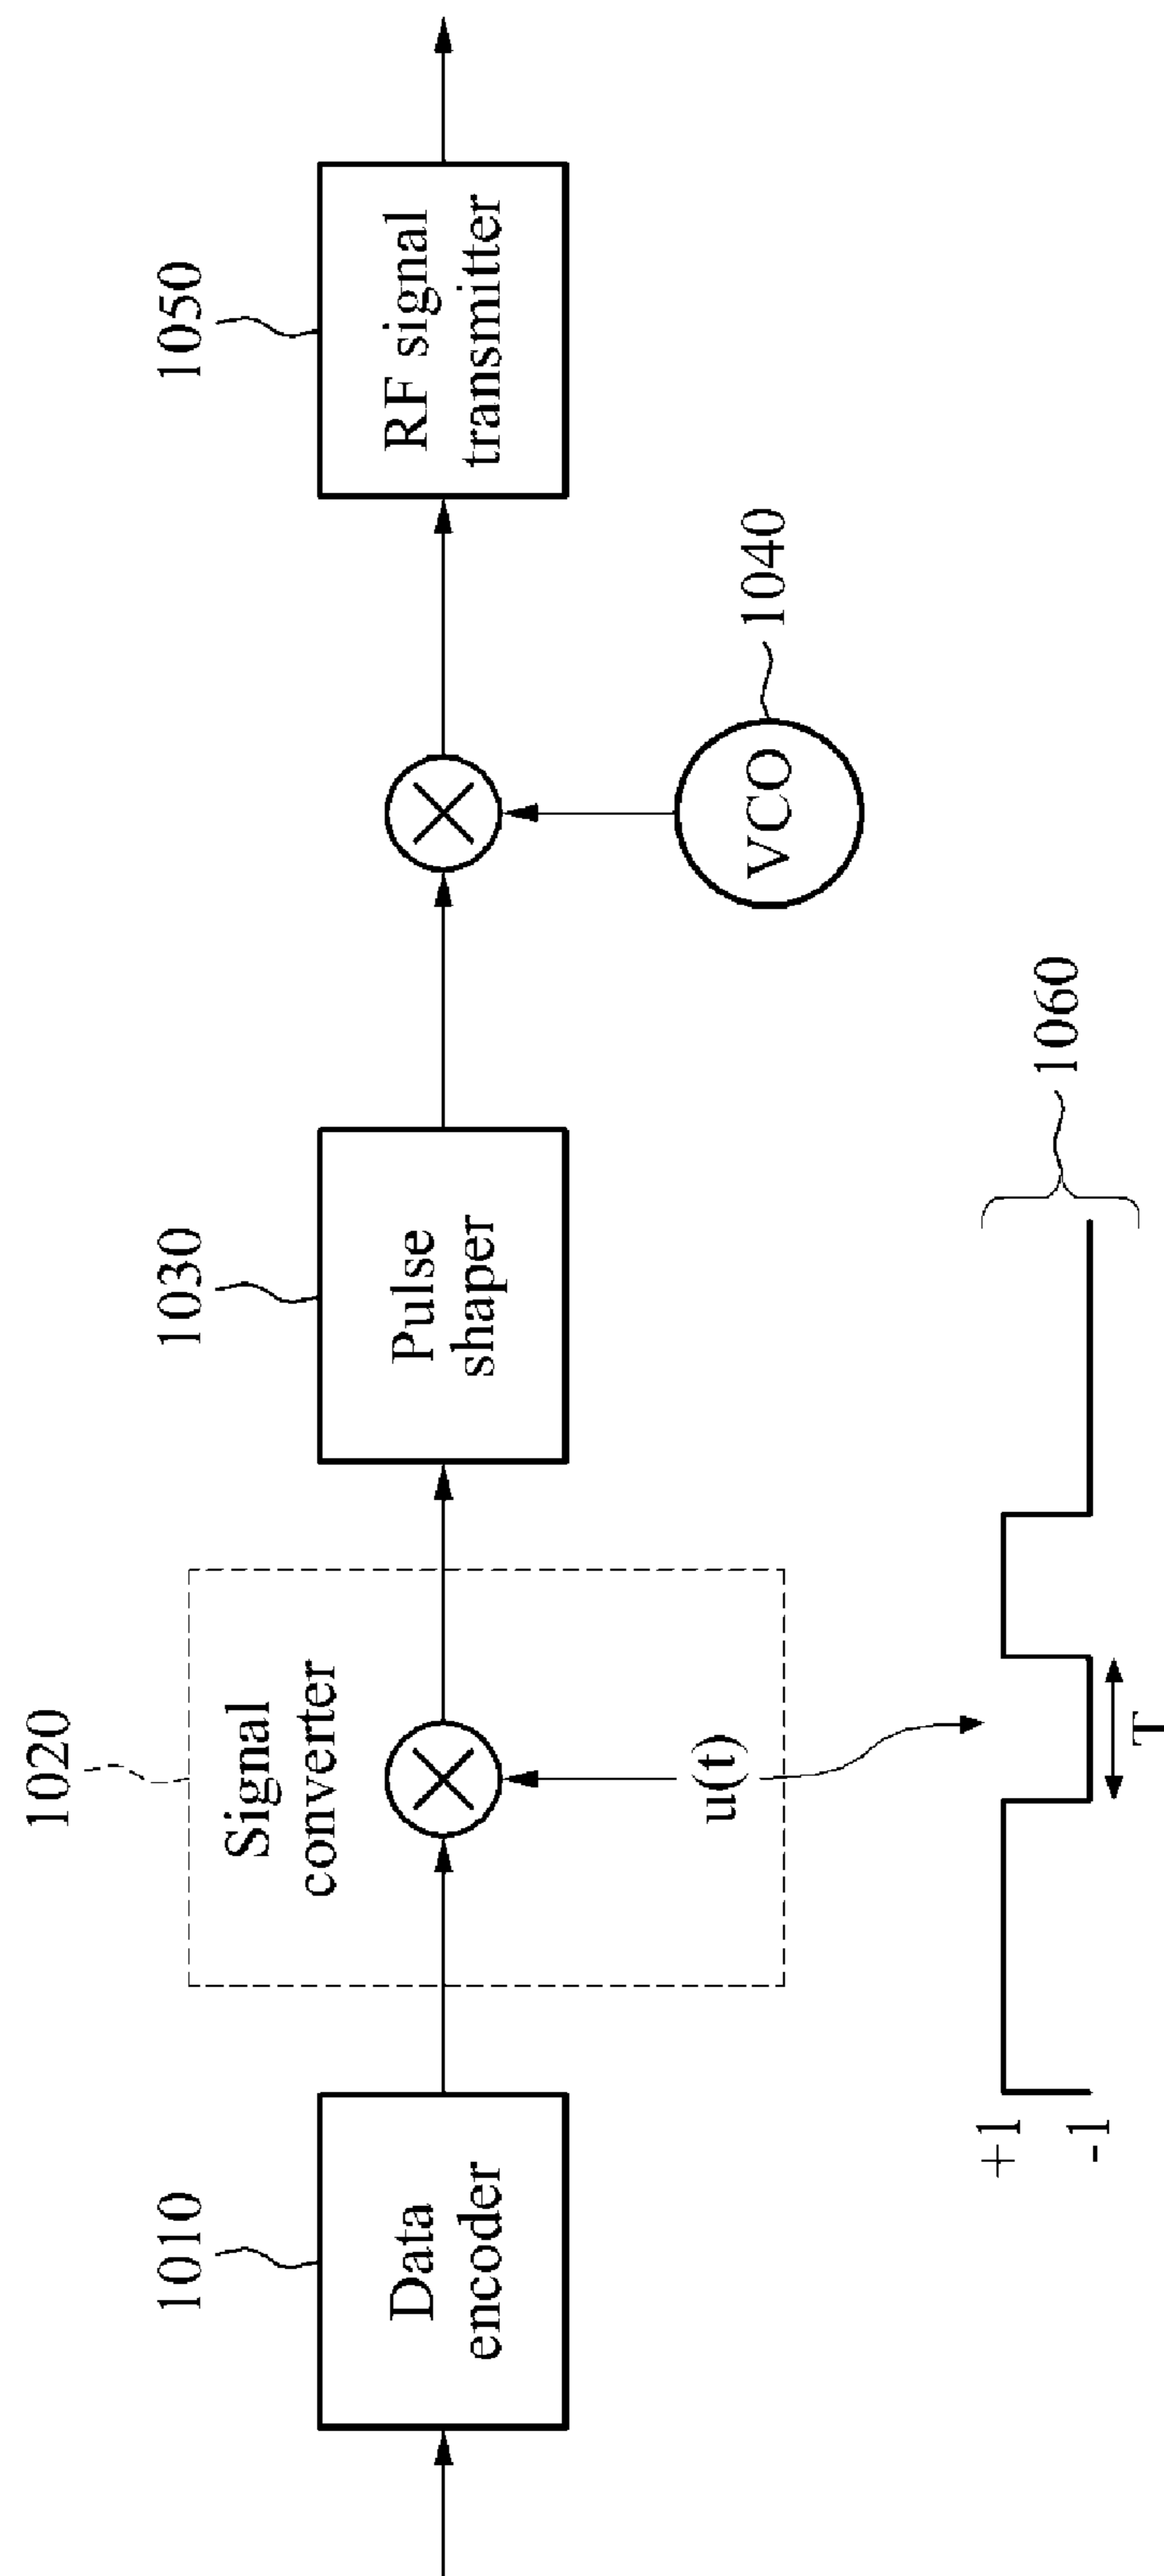 1010
Data
encoder
1020
Signal
converter
u(t)
1030
Pulse
shaper
VCO
1040
1050
RF signal
transmitter
+1
-1
T
1060